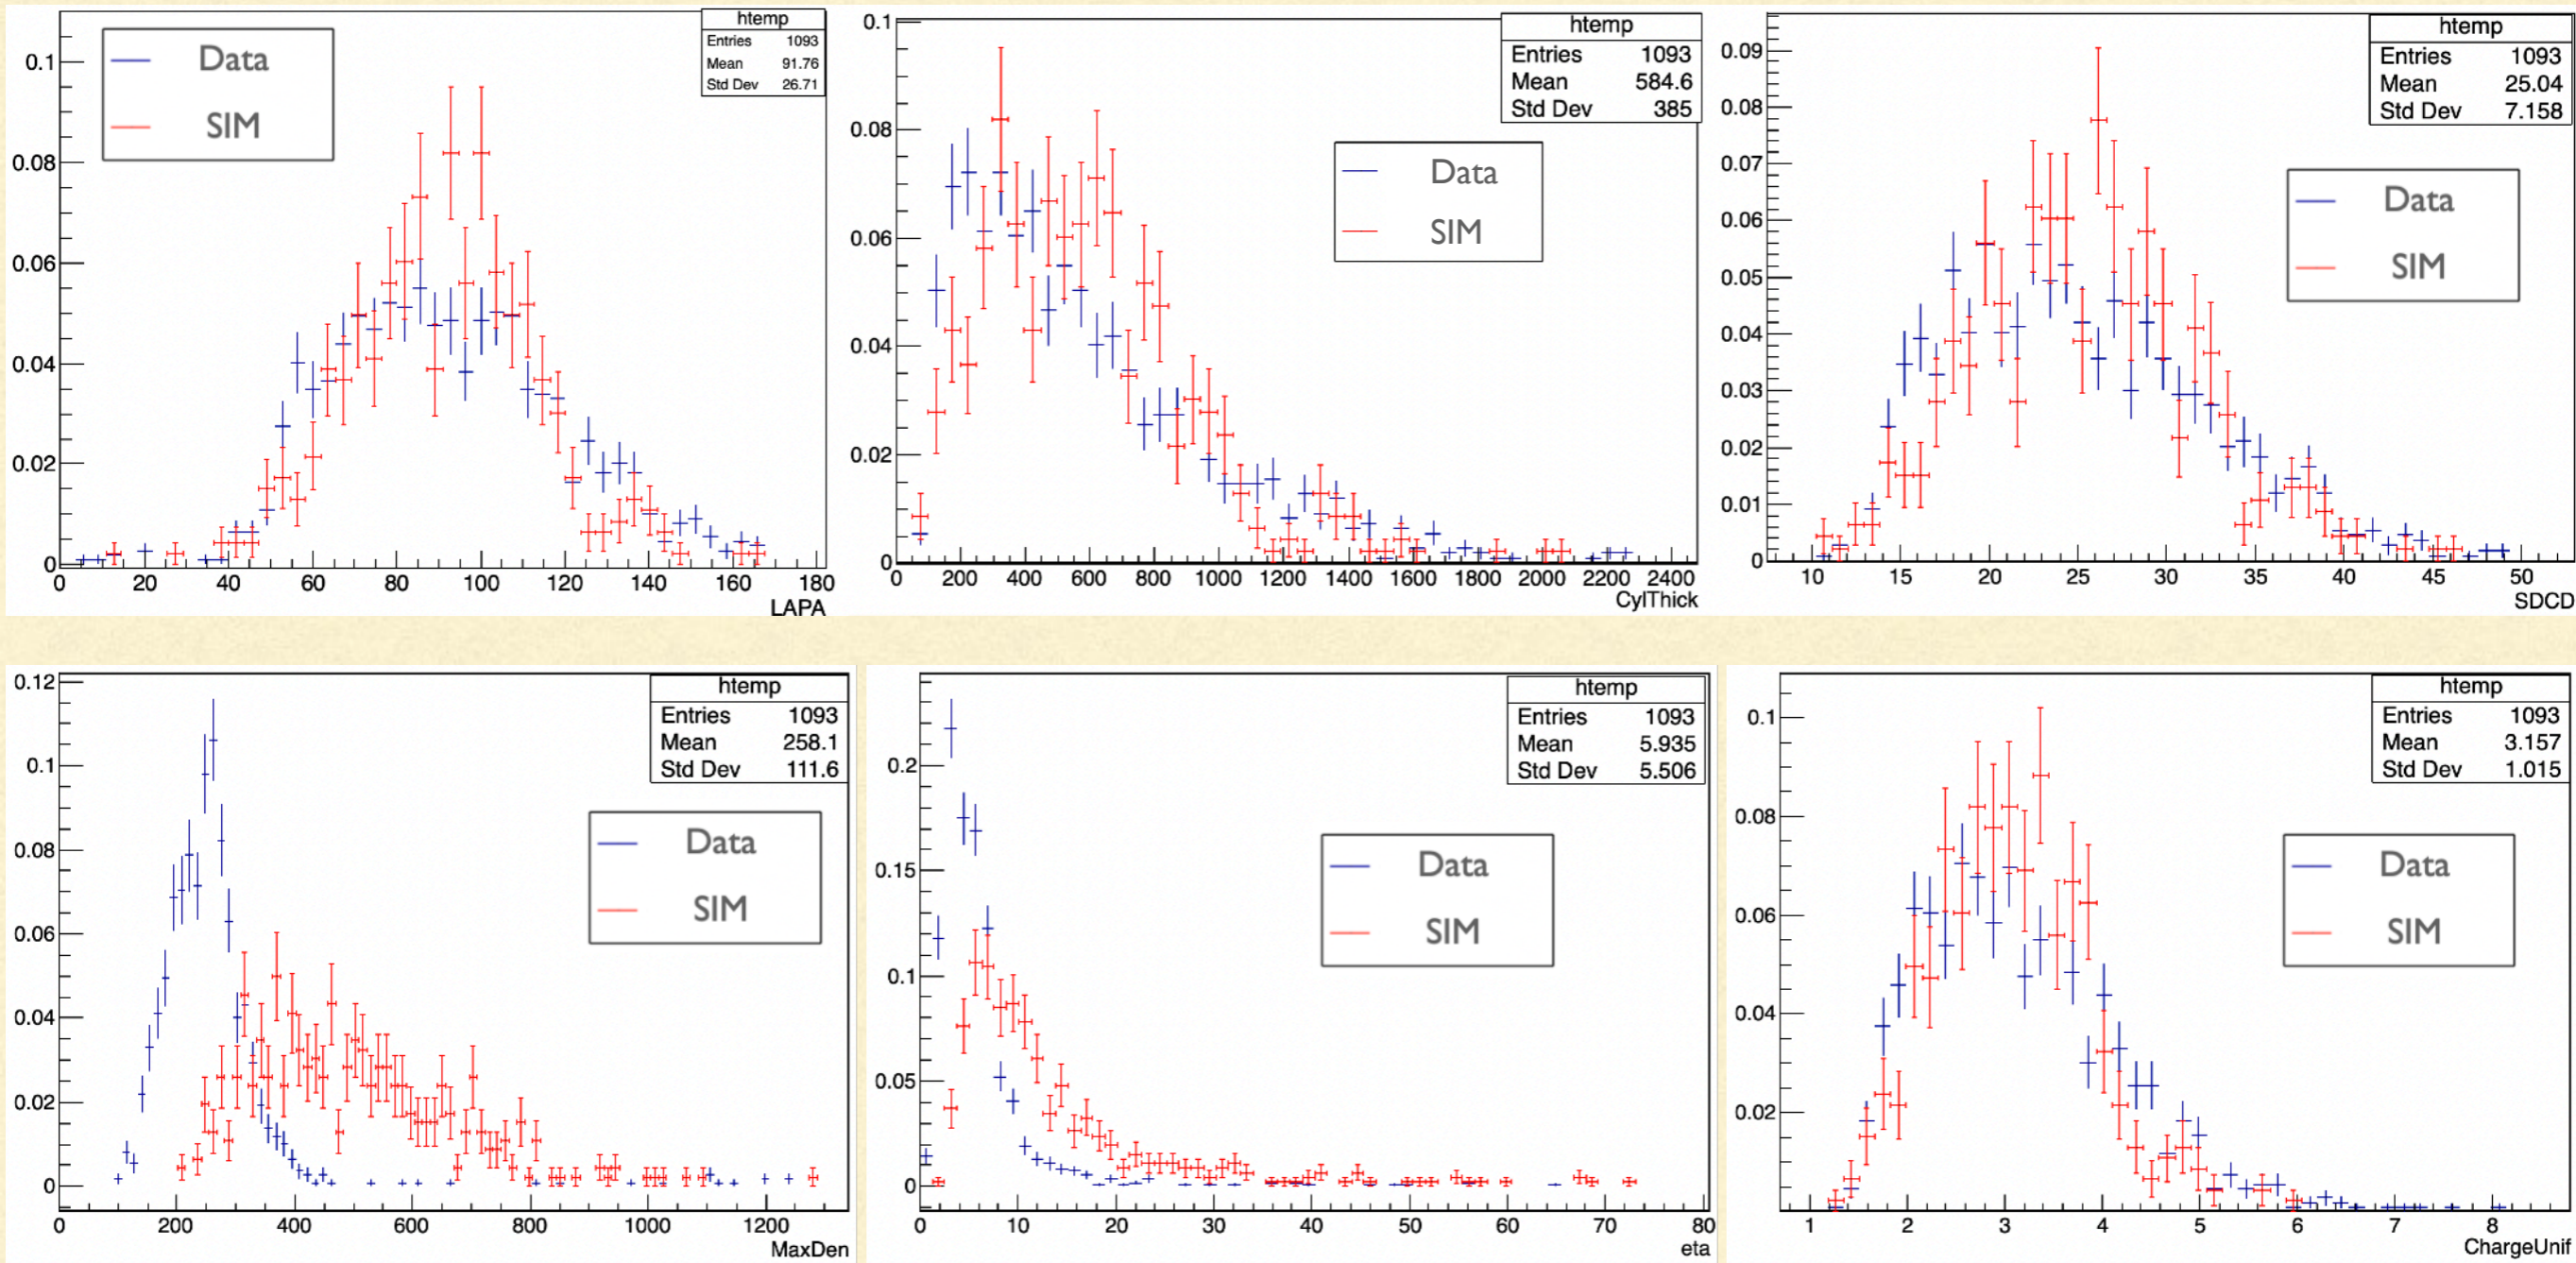 htemp
Entries 1093
Mean 91.76
Std Dev 26.71
Data
SIM
0.1
0.08
0.06
0.04
0.02
0
0 20 40 60 80 100 120 140 160 180
LAPA
htemp
Entries 1093
Mean 584.6
Std Dev 385
Data
SIM
0.1
0.08
0.06
0.04
0.02
0
0 200 400 600 800 1000 1200 1400 1600 1800 2000 2200 2400
CylThick
htemp
Entries 1093
Mean 25.04
Std Dev 7.158
Data
SIM
0.09
0.08
0.07
0.06
0.05
0.04
0.03
0.02
0.01
0
10 15 20 25 30 35 40 45 50
SDCD
htemp
Entries 1093
Mean 258.1
Std Dev 111.6
Data
SIM
0.12
0.1
0.08
0.06
0.04
0.02
0
0 200 400 600 800 1000 1200
MaxDen
htemp
Entries 1093
Mean 5.935
Std Dev 5.506
Data
SIM
0.2
0.15
0.1
0.05
0
0 10 20 30 40 50 60 70 80
eta
htemp
Entries 1093
Mean 3.157
Std Dev 1.015
Data
SIM
0.1
0.08
0.06
0.04
0.02
1 2 3 4 5 6 7 8
ChargeUnif